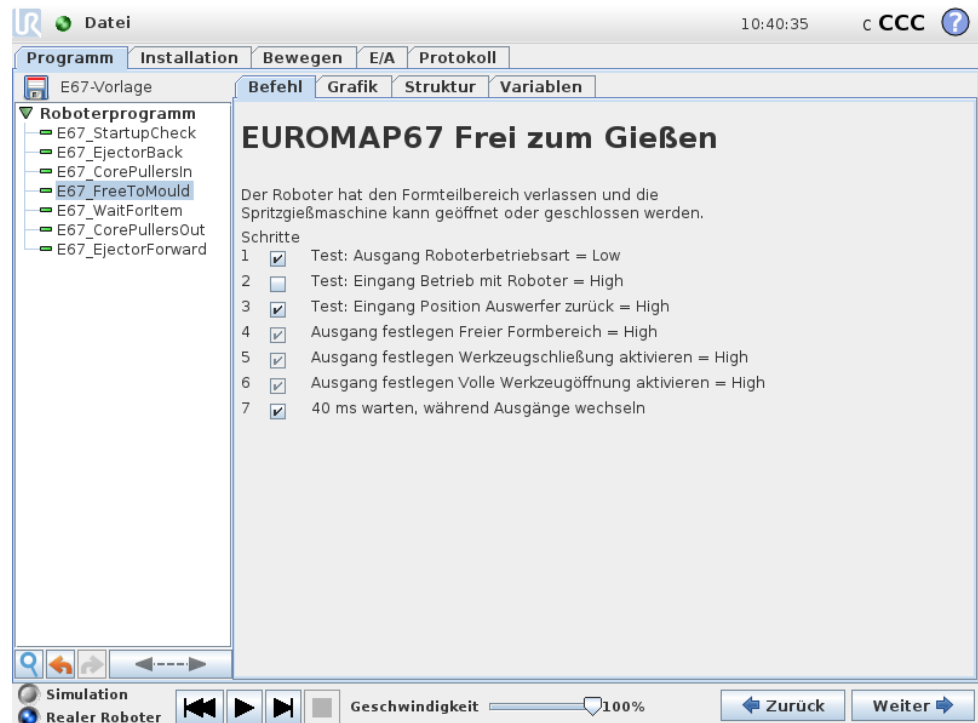 UR Datei 10:40:35 c CCC ?
Programm Installation Bewegen E/A Protokoll
E67-Vorlage
Befehl Grafik Struktur Variablen
Roboterprogramm
E67_StartupCheck
E67_EjectorBack
E67_CorePullersIn
E67_FreeToMould
E67_WaitForItem
E67_CorePullersOut
E67_EjectorForward
EUROMAP67 Frei zum Gießen
Der Roboter hat den Formteilbereich verlassen und die
Spritzgießmaschine kann geöffnet oder geschlossen werden.
Schritte
1 Test: Ausgang Roboterbetriebsart = Low
2 Test: Eingang Betrieb mit Roboter = High
3 Test: Eingang Position Auswerfer zurück = High
4 Ausgang festlegen Freier Formbereich = High
5 Ausgang festlegen Werkzeugschließung aktivieren = High
6 Ausgang festlegen Volle Werkzeugöffnung aktivieren = High
7 40 ms warten, während Ausgänge wechseln
Simulation
Realer Roboter
Geschwindigkeit 100%
Zurück
Weiter